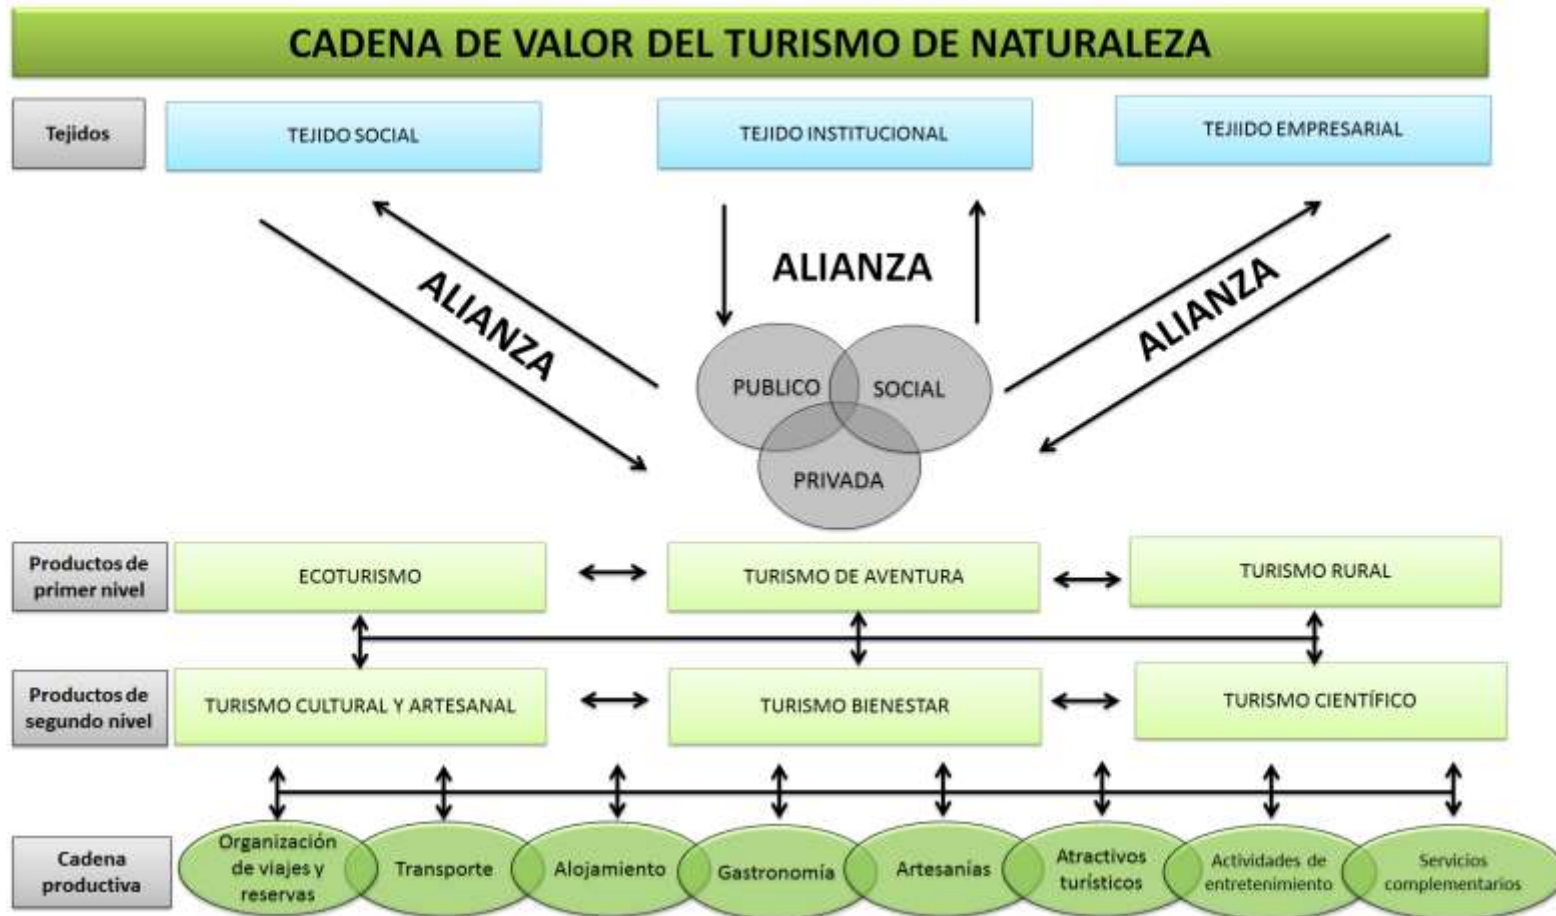 CADENA DE VALOR DEL TURISMO DE NATURALEZA
Tejidos
TEJIDO SOCIAL
TEJIDO INSTITUCIONAL
TEJIIDO EMPRESARIAL
ALIANZA
ALIANZA
ALIANZA
PUBLICO
SOCIAL
PRIVADA
Productos de
primer nivel
ECOTURISMO
TURISMO DE AVENTURA
TURISMO RURAL
Productos de
segundo nivel
TURISMO CULTURAL Y ARTESANAL
TURISMO BIENESTAR
TURISMO CIENTÍFICO
Cadena
productiva
Organización
de viajes y
reservas
Transporte
Alojamiento
Gastronomía
Artesanías
Atractivos
turísticos
Actividades de
entretenimiento
Servicios
complementarios